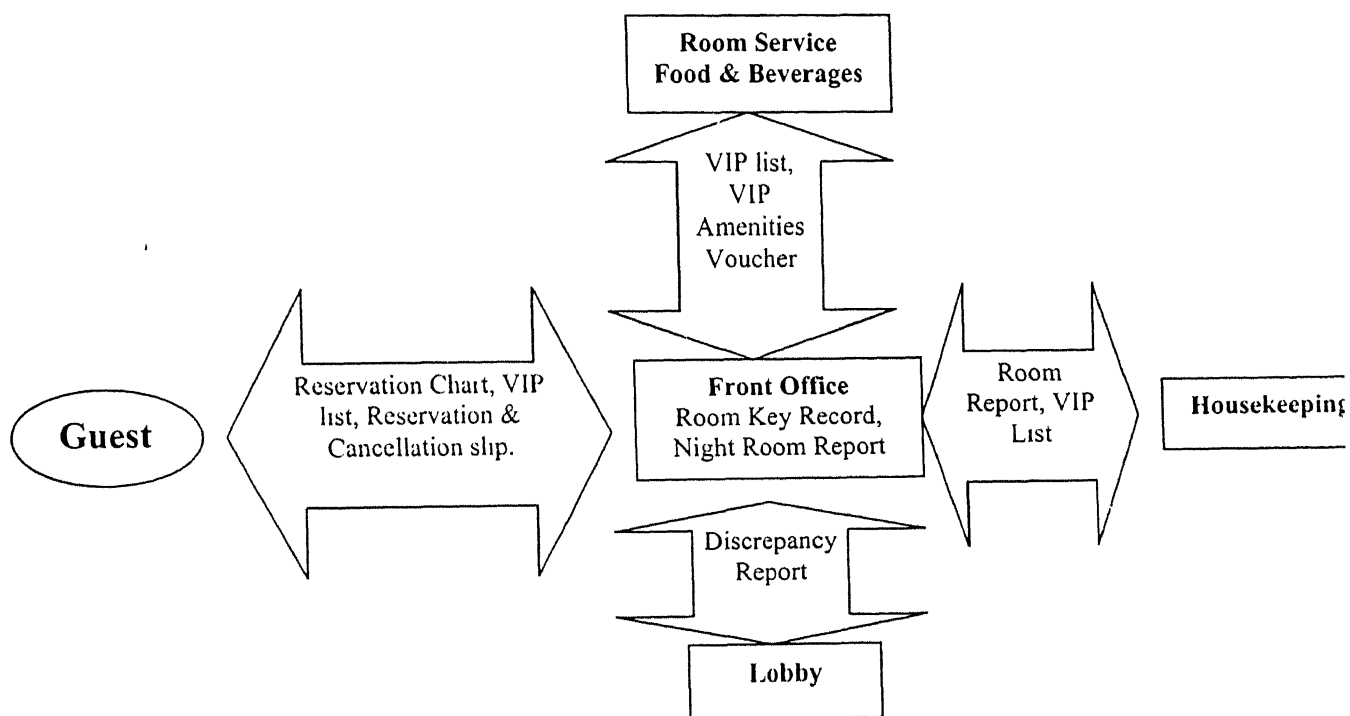 Room Service
Food & Beverages
VIP list,
VIP
Amenities
Voucher
Reservation Chart, VIP
list, Reservation &
Cancellation slip.
Guest
Front Office
Room Key Record,
Night Room Report
Room
Report, VIP
List
Housekeeping
Discrepancy
Report
Lobby